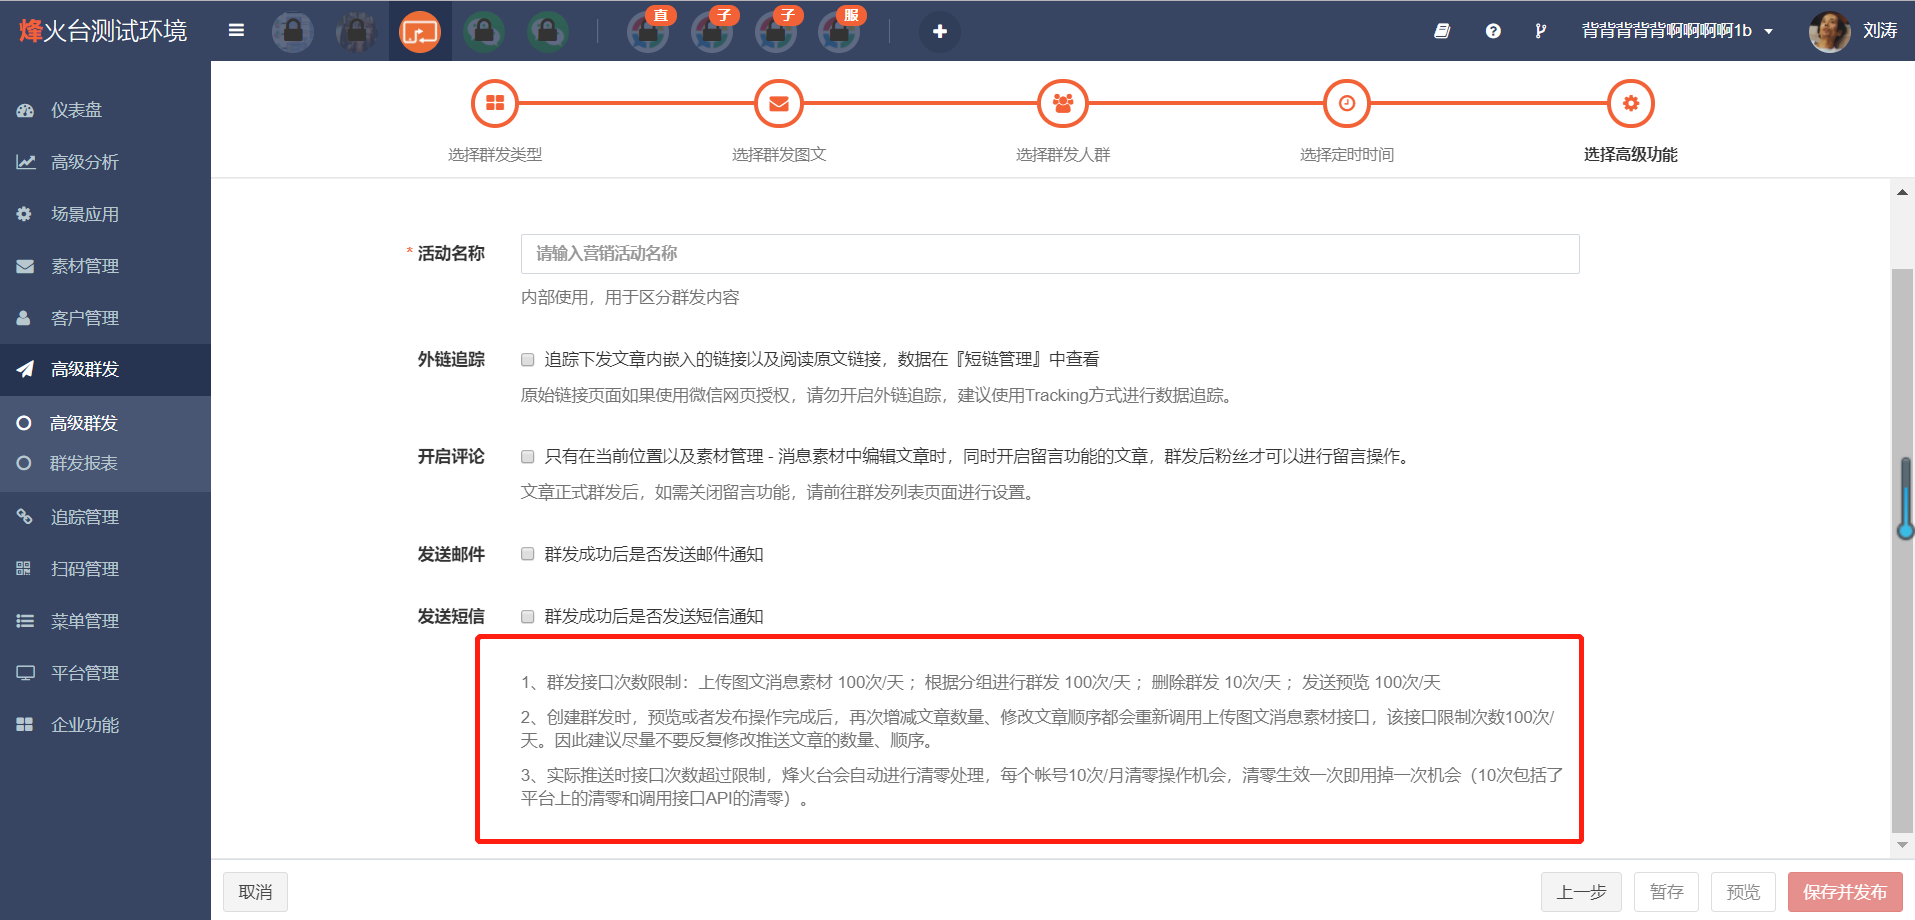 烽火台测试环境
直
子
子
服
背背背背背啊啊啊啊1b
刘涛
仪表盘
高级分析
场景应用
素材管理
客户管理
高级群发
高级群发
群发报表
追踪管理
扫码管理
菜单管理
平台管理
企业功能
选择群发类型
选择群发图文
选择群发人群
选择定时时间
选择高级功能
* 活动名称
请输入营销活动名称
内部使用，用于区分群发内容
外链追踪
追踪下发文章内嵌入的链接以及阅读原文链接，数据在『短链管理』中查看
原始链接页面如果使用微信网页授权，请勿开启外链追踪，建议使用Tracking方式进行数据追踪。
开启评论
只有在当前位置以及素材管理 - 消息素材中编辑文章时，同时开启留言功能的文章，群发后粉丝才可以进行留言操作。
文章正式群发后，如需关闭留言功能，请前往群发列表页面进行设置。
发送邮件
群发成功后是否发送邮件通知
发送短信
群发成功后是否发送短信通知
1、群发接口次数限制：上传图文消息素材 100次/天 ；根据分组进行群发 100次/天 ；删除群发 10次/天 ；发送预览 100次/天
2、创建群发时，预览或者发布操作完成后，再次增减文章数量、修改文章顺序都会重新调用上传图文消息素材接口，该接口限制次数100次/
天。因此建议尽量不要反复修改推送文章的数量、顺序。
3、实际推送时接口次数超过限制，烽火台会自动进行清零处理，每个帐号10次/月清零操作机会，清零生效一次即用掉一次机会（10次包括了
平台上的清零和调用接口API的清零）。
取消
上一步
暂存
预览
保存并发布